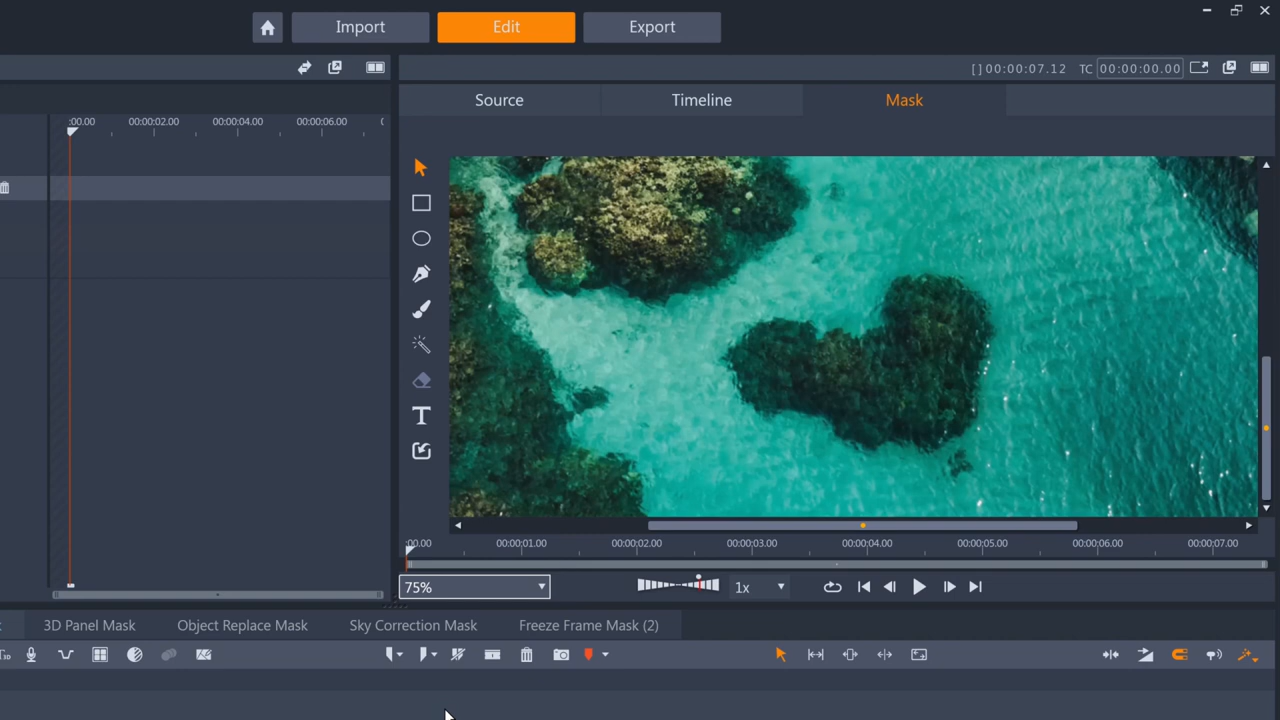 Import Edit Export
[ ] 00:00:07.12 TC 00:00:00.00
Source Timeline Mask
:00.00 00:00:02.00 00:00:04.00 00:00:06.00
T
:00.00 00:00:01.00 00:00:02.00 00:00:03.00 00:00:04.00 00:00:05.00 00:00:06.00 00:00:07.00
75% 1x
3D Panel Mask Object Replace Mask Sky Correction Mask Freeze Frame Mask (2)